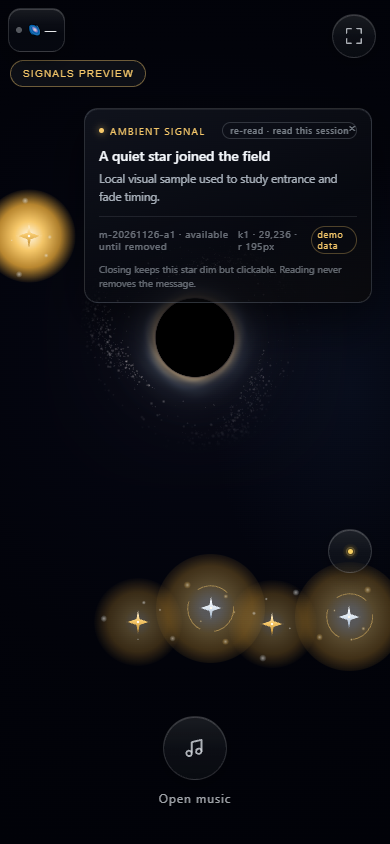 —
SIGNALS PREVIEW
AMBIENT SIGNAL
re-read · read this session
A quiet star joined the field
Local visual sample used to study entrance and
fade timing.
m-20261126-a1 · available
until removed
k1 · 29,236 ·
r 195px
demo
data
Closing keeps this star dim but clickable. Reading never
removes the message.
Open music